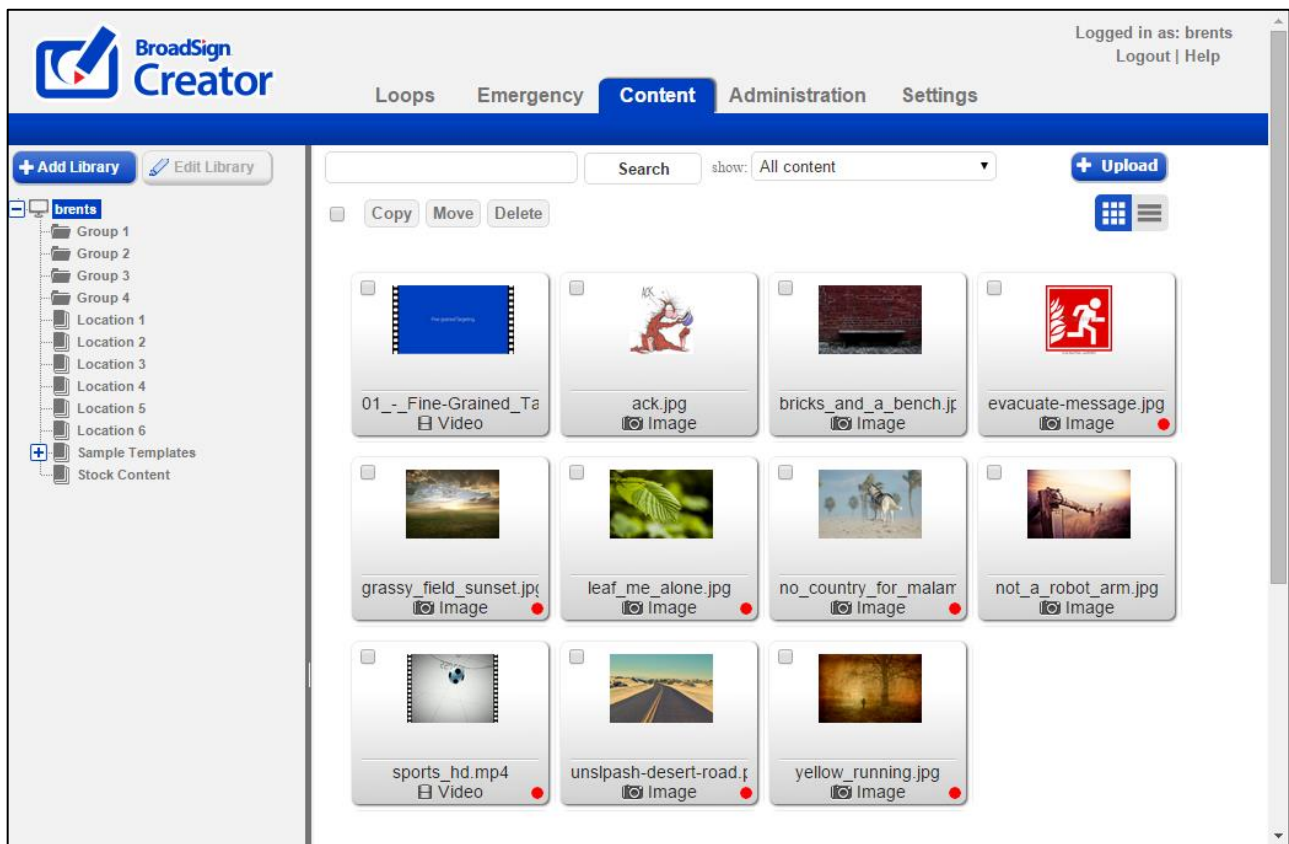 BroadSign
Creator
Logged in as: brents
Logout | Help
Loops Emergency Content Administration Settings
Add Library Edit Library
Search show: All content Upload
brents
Copy Move Delete
Group 1
Group 2
Group 3
Group 4
Location 1
Location 2
Location 3
Location 4
Location 5
Location 6
Sample Templates
Stock Content
ACK
01_-_Fine-Grained_Ta ack.jpg bricks_and_a_bench.jp evacuate-message.jpg
Video Image Image Image
grassy_field_sunset.jpg leaf_me_alone.jpg no_country_for_malam not_a_robot_arm.jpg
Image Image Image Image
sports_hd.mp4 unslpash-desert-road.p yellow_running.jpg
Video Image Image